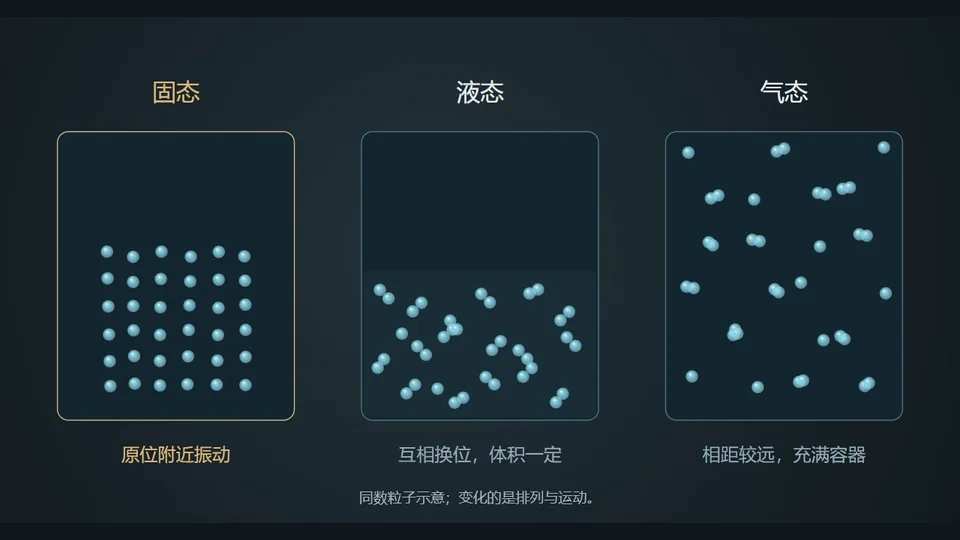 固态
液态
气态
原位附近振动
互相换位，体积一定
相距较远，充满容器
同数粒子示意；变化的是排列与运动。